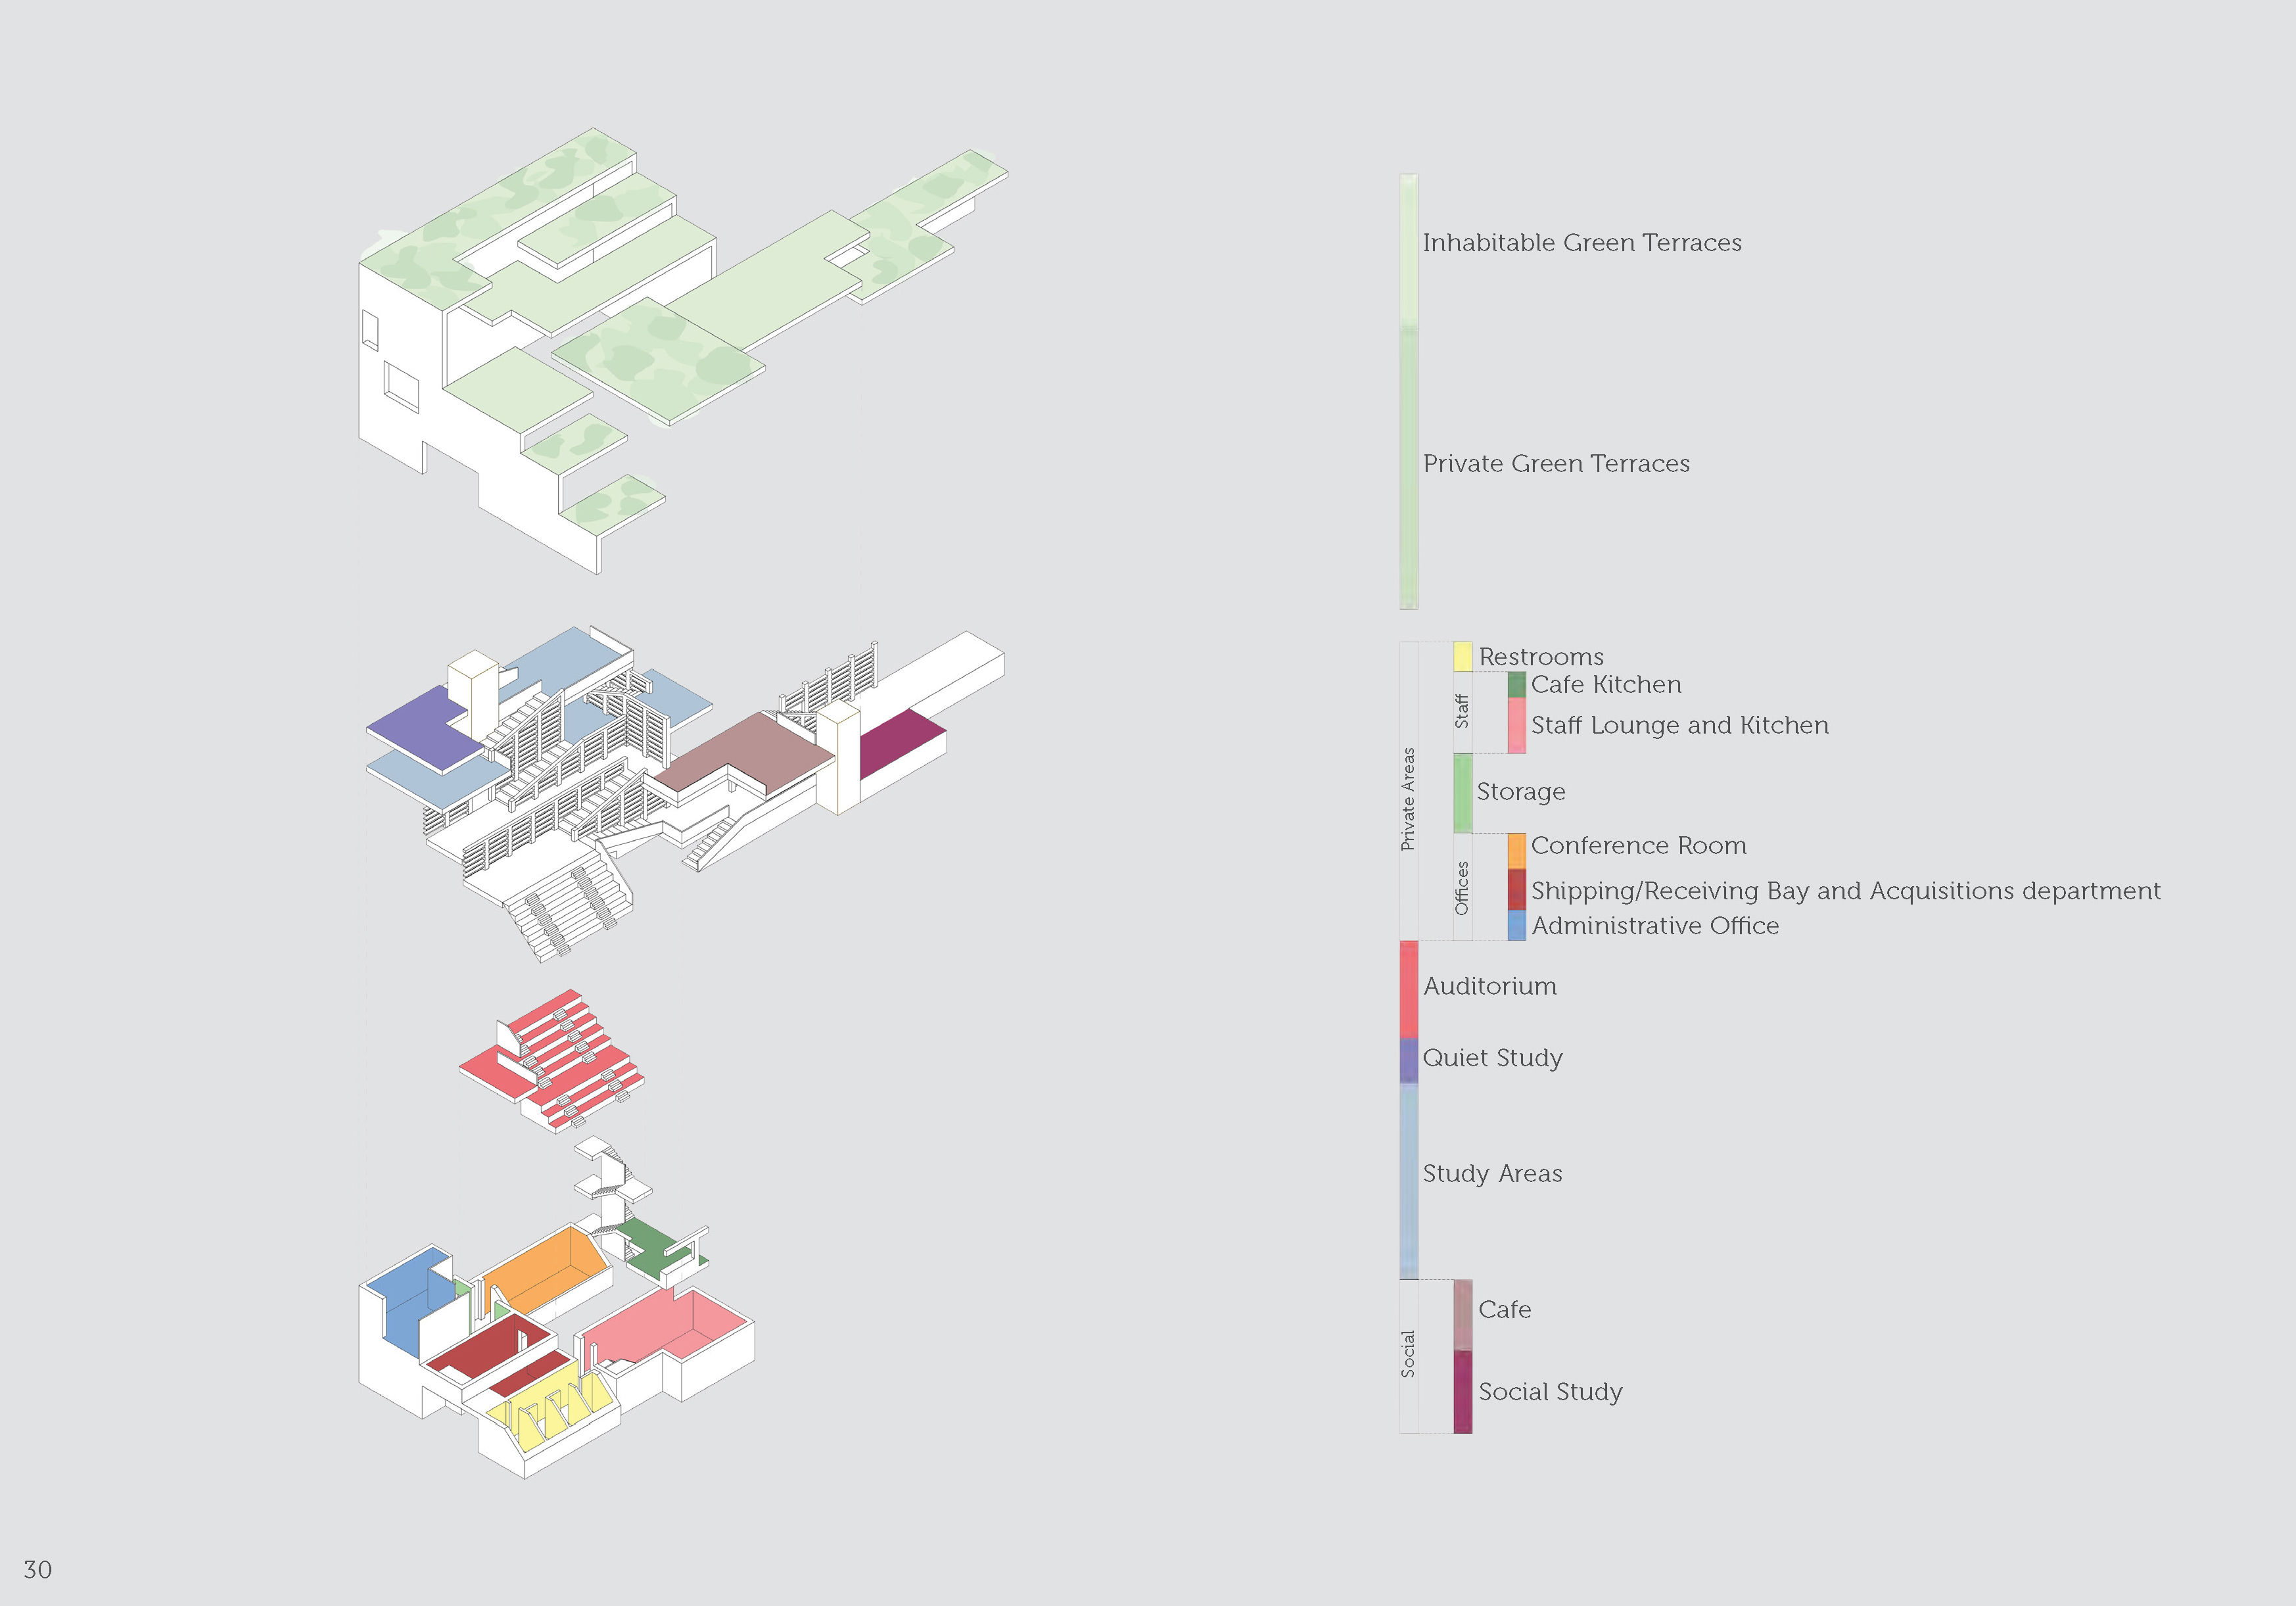 Inhabitable Green Terraces
Private Green Terraces
Private Areas
Restrooms
Staff
Cafe Kitchen
Staff Lounge and Kitchen
Storage
Offices
Conference Room
Shipping/Receiving Bay and Acquisitions department
Administrative Office
Auditorium
Quiet Study
Study Areas
Social
Cafe
Social Study
30